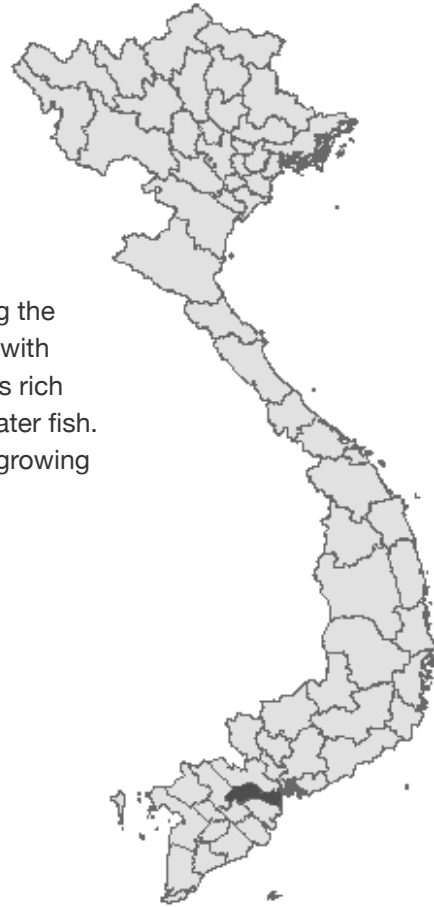 g the
with
s rich
ater fish.
growing